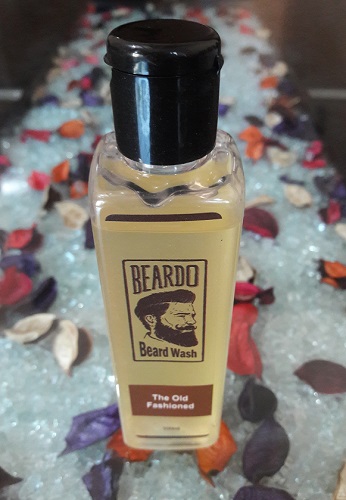 BEARDO
Beard Wash
The Old
Fashioned